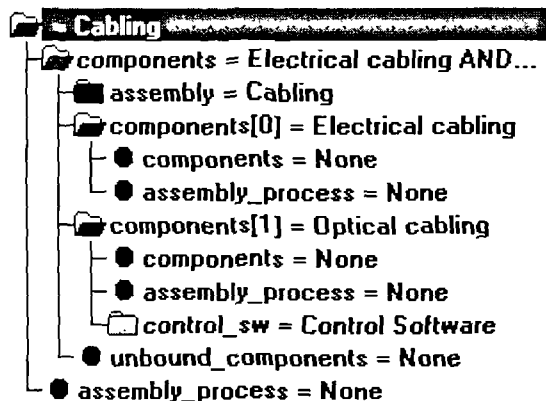 = Cabling
components = Electrical cabling AND...
assembly = Cabling
components[0] = Electrical cabling
components = None
assembly_process = None
components[1] = Optical cabling
components = None
assembly_process = None
control_sw = Control Software
unbound_components = None
assembly_process = None